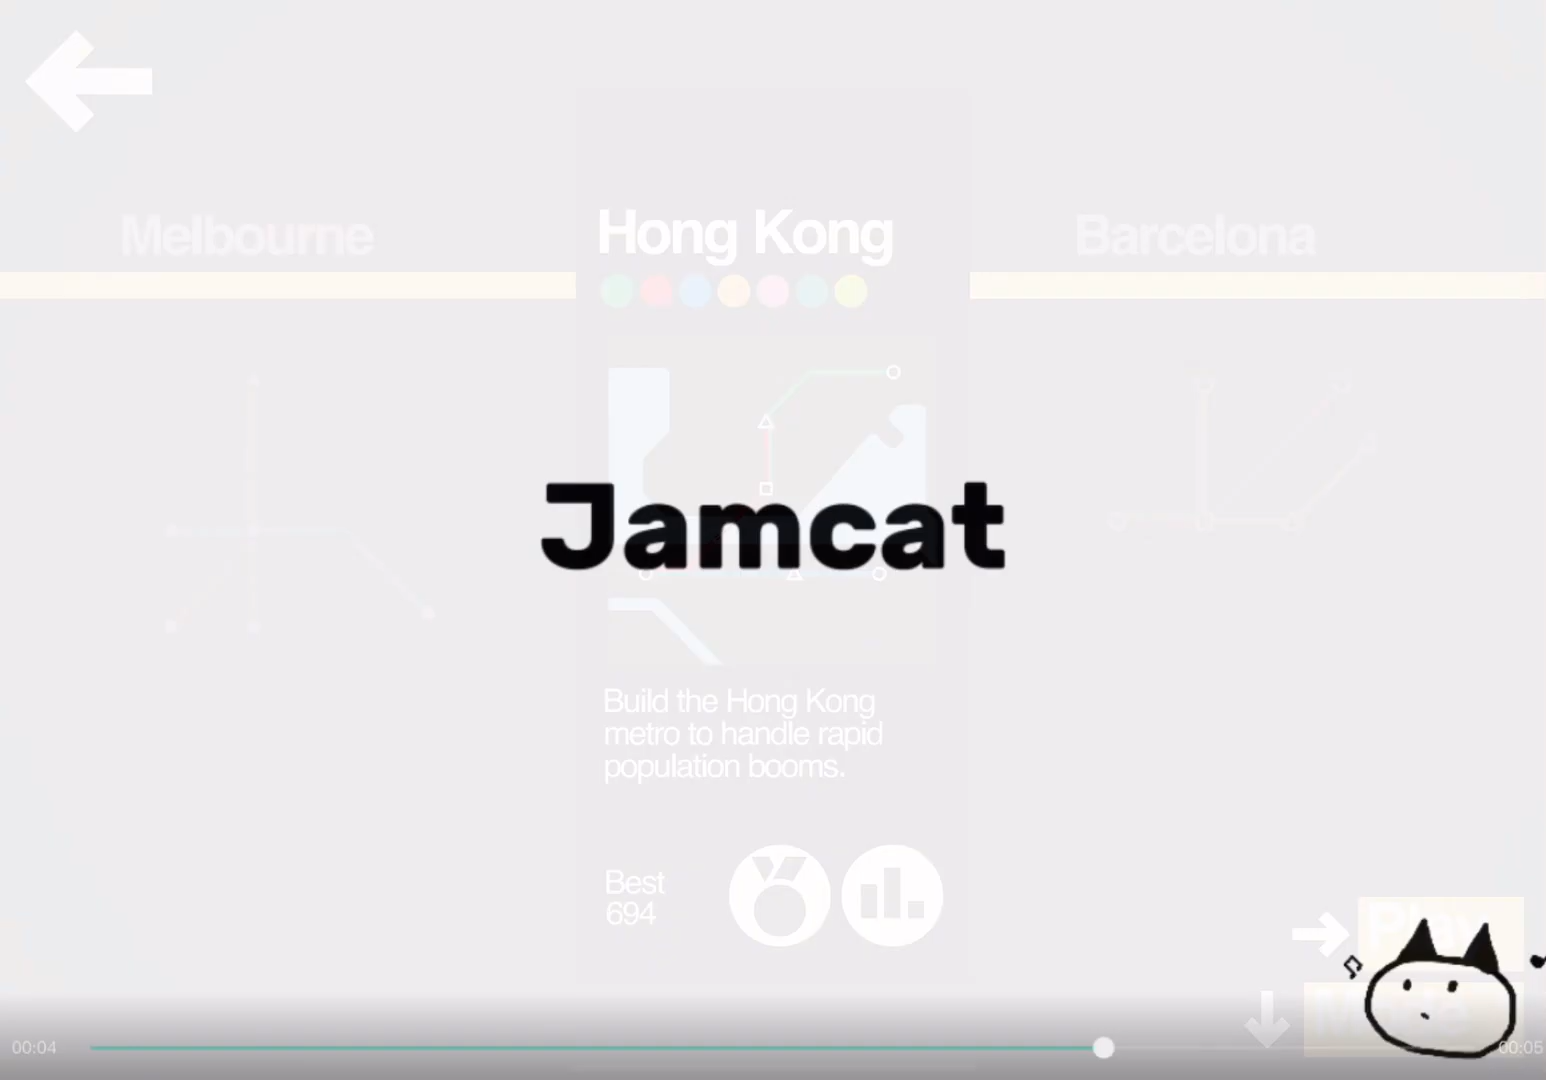 Melbourne
Hong Kong
Barcelona
Jamcat
Build the Hong Kong
metro to handle rapid
population booms.
Best
694
Play
00:04
00:05